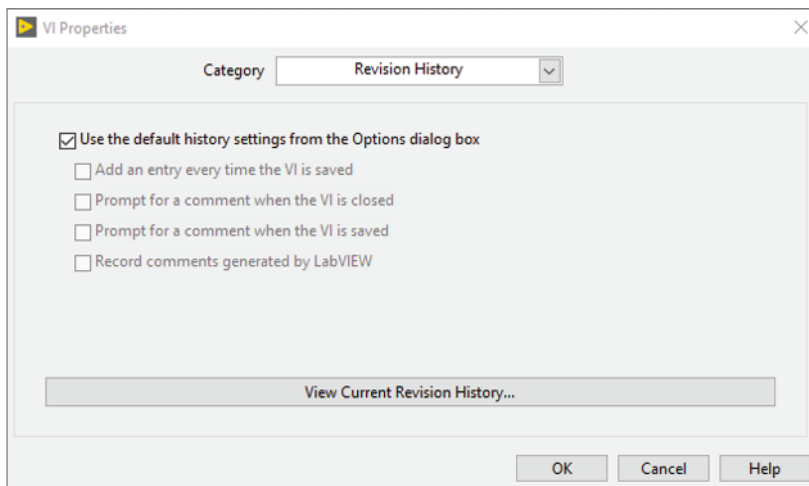 VI Properties
Category Revision History
Use the default history settings from the Options dialog box
Add an entry every time the VI is saved
Prompt for a comment when the VI is closed
Prompt for a comment when the VI is saved
Record comments generated by LabVIEW
View Current Revision History...
OK Cancel Help